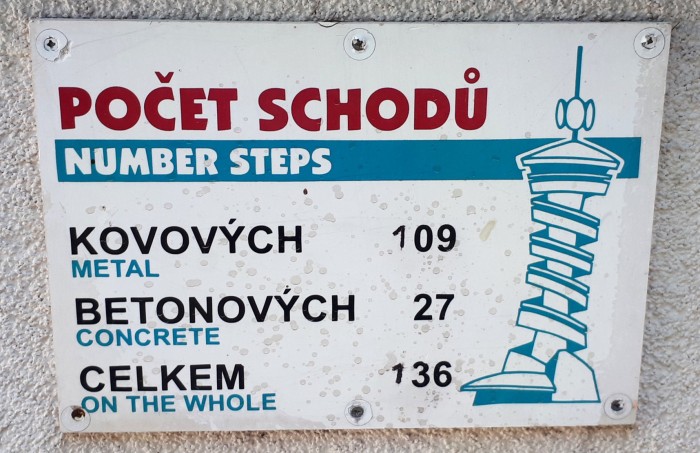 POČET SCHODŮ
NUMBER STEPS
KOVOVÝCH 109
METAL
BETONOVÝCH 27
CONCRETE
CELKEM 136
ON THE WHOLE